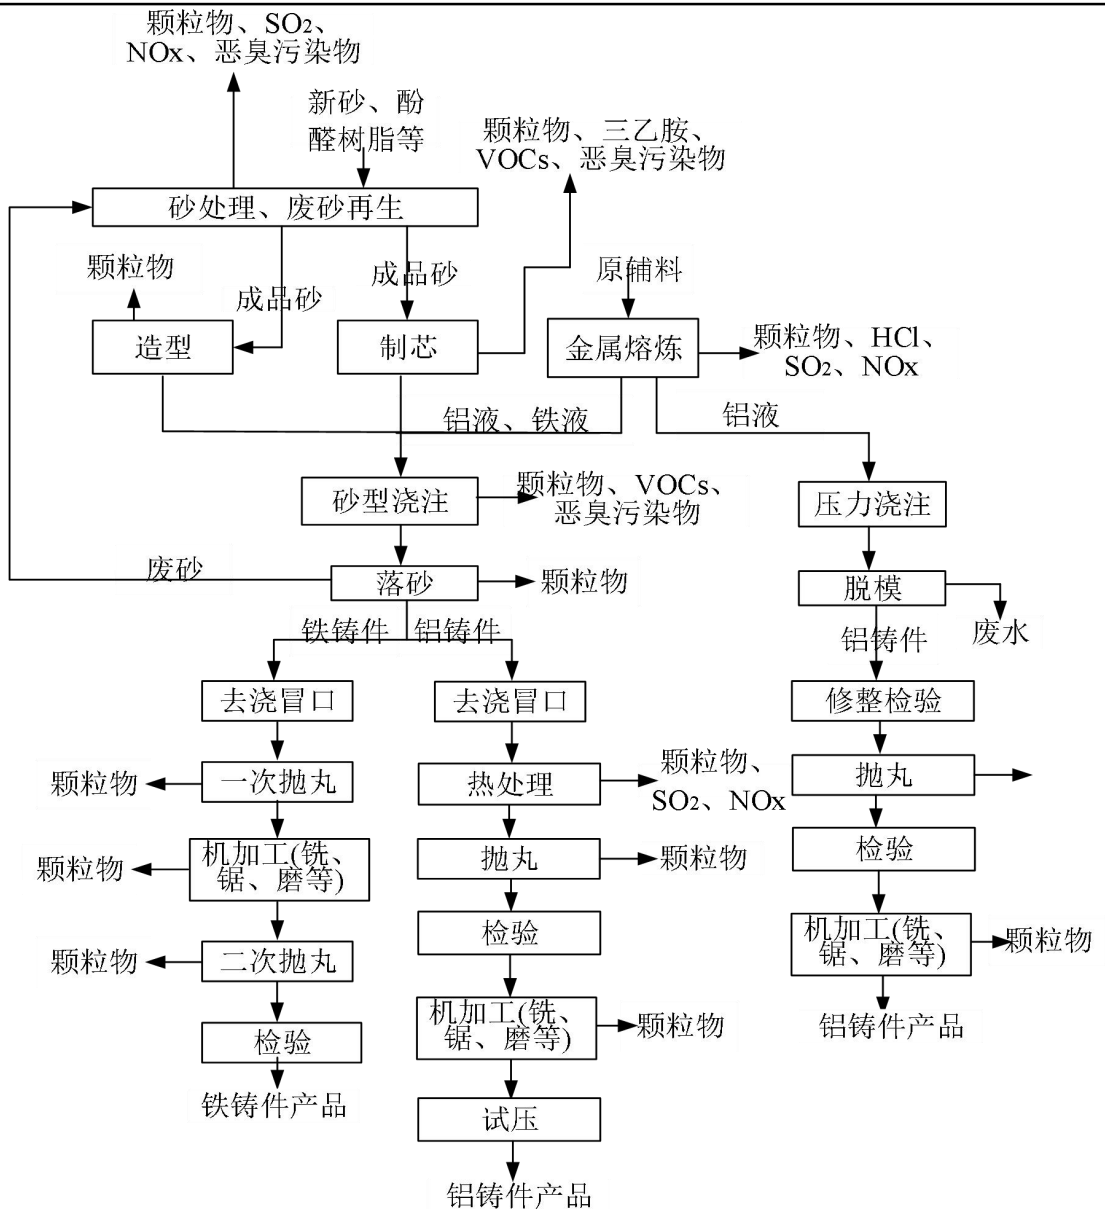 颗粒物、SO2、
NOx、恶臭污染物
新砂、酚
醛树脂等
颗粒物、三乙胺、
VOCs、恶臭污染物
砂处理、废砂再生
颗粒物
成品砂
成品砂
原辅料
造型
制芯
金属熔炼
颗粒物、HCl、
SO2、NOx
铝液、铁液
铝液
砂型浇注
颗粒物、VOCs、
恶臭污染物
压力浇注
废砂
落砂
颗粒物
脱模
废水
铁铸件
铝铸件
铝铸件
去浇冒口
去浇冒口
修整检验
颗粒物
一次抛丸
热处理
颗粒物、
SO2、NOx
抛丸
颗粒物
机加工(铣、
锯、磨等)
抛丸
颗粒物
检验
颗粒物
二次抛丸
检验
机加工(铣、
锯、磨等)
颗粒物
检验
机加工(铣、
锯、磨等)
颗粒物
铝铸件产品
铁铸件产品
试压
铝铸件产品